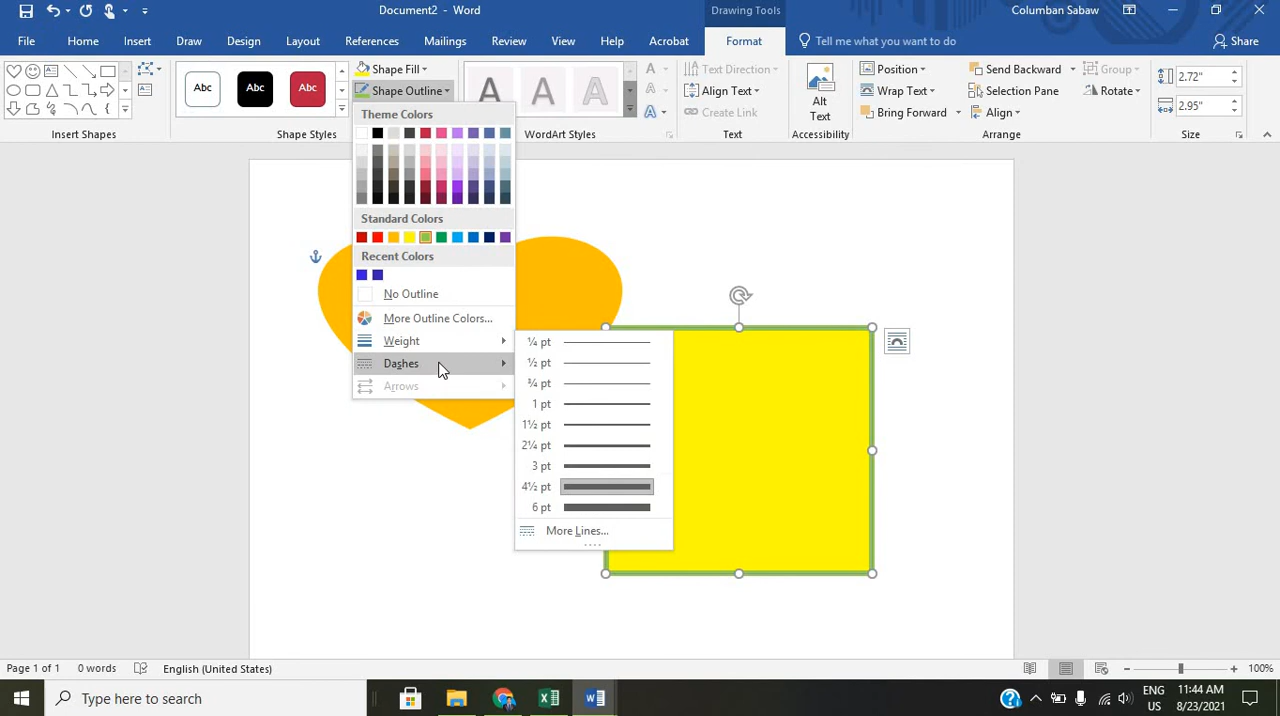 Document2 - Word
Drawing Tools
Columban Sabaw
File
Home
Insert
Draw
Design
Layout
References
Mailings
Review
View
Help
Acrobat
Format
Tell me what you want to do
Share
Abc
Abc
Abc
Shape Fill
Shape Outline
A
A
A
A
A
A
Text Direction
Align Text
Create Link
Alt
Text
Position
Wrap Text
Bring Forward
Send Backward
Selection Pane
Align
Group
Rotate
2.72"
2.95"
Insert Shapes
Shape Styles
WordArt Styles
Text
Accessibility
Arrange
Size
Theme Colors
Standard Colors
Recent Colors
No Outline
More Outline Colors...
Weight
Dashes
Arrows
¼ pt
½ pt
¾ pt
1 pt
1½ pt
2¼ pt
3 pt
4½ pt
6 pt
More Lines...
Page 1 of 1
0 words
English (United States)
100%
Type here to search
ENG
US
11:44 AM
8/23/2021